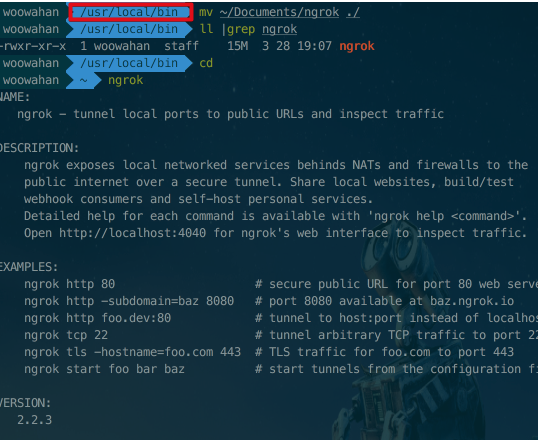 woowahan /usr/local/bin mv ~/Documents/ngrok ./
woowahan /usr/local/bin ll |grep ngrok
-rwxr-xr-x 1 woowahan staff 15M 3 28 19:07 ngrok
woowahan /usr/local/bin cd
woowahan ~ ngrok
NAME:
ngrok - tunnel local ports to public URLs and inspect traffic
DESCRIPTION:
ngrok exposes local networked services behinds NATs and firewalls to the
public internet over a secure tunnel. Share local websites, build/test
webhook consumers and self-host personal services.
Detailed help for each command is available with 'ngrok help <command>'.
Open http://localhost:4040 for ngrok's web interface to inspect traffic.
EXAMPLES:
ngrok http 80 # secure public URL for port 80 web serve
ngrok http -subdomain=baz 8080 # port 8080 available at baz.ngrok.io
ngrok http foo.dev:80 # tunnel to host:port instead of localhos
ngrok tcp 22 # tunnel arbitrary TCP traffic to port 22
ngrok tls -hostname=foo.com 443 # TLS traffic for foo.com to port 443
ngrok start foo bar baz # start tunnels from the configuration fi
VERSION:
2.2.3